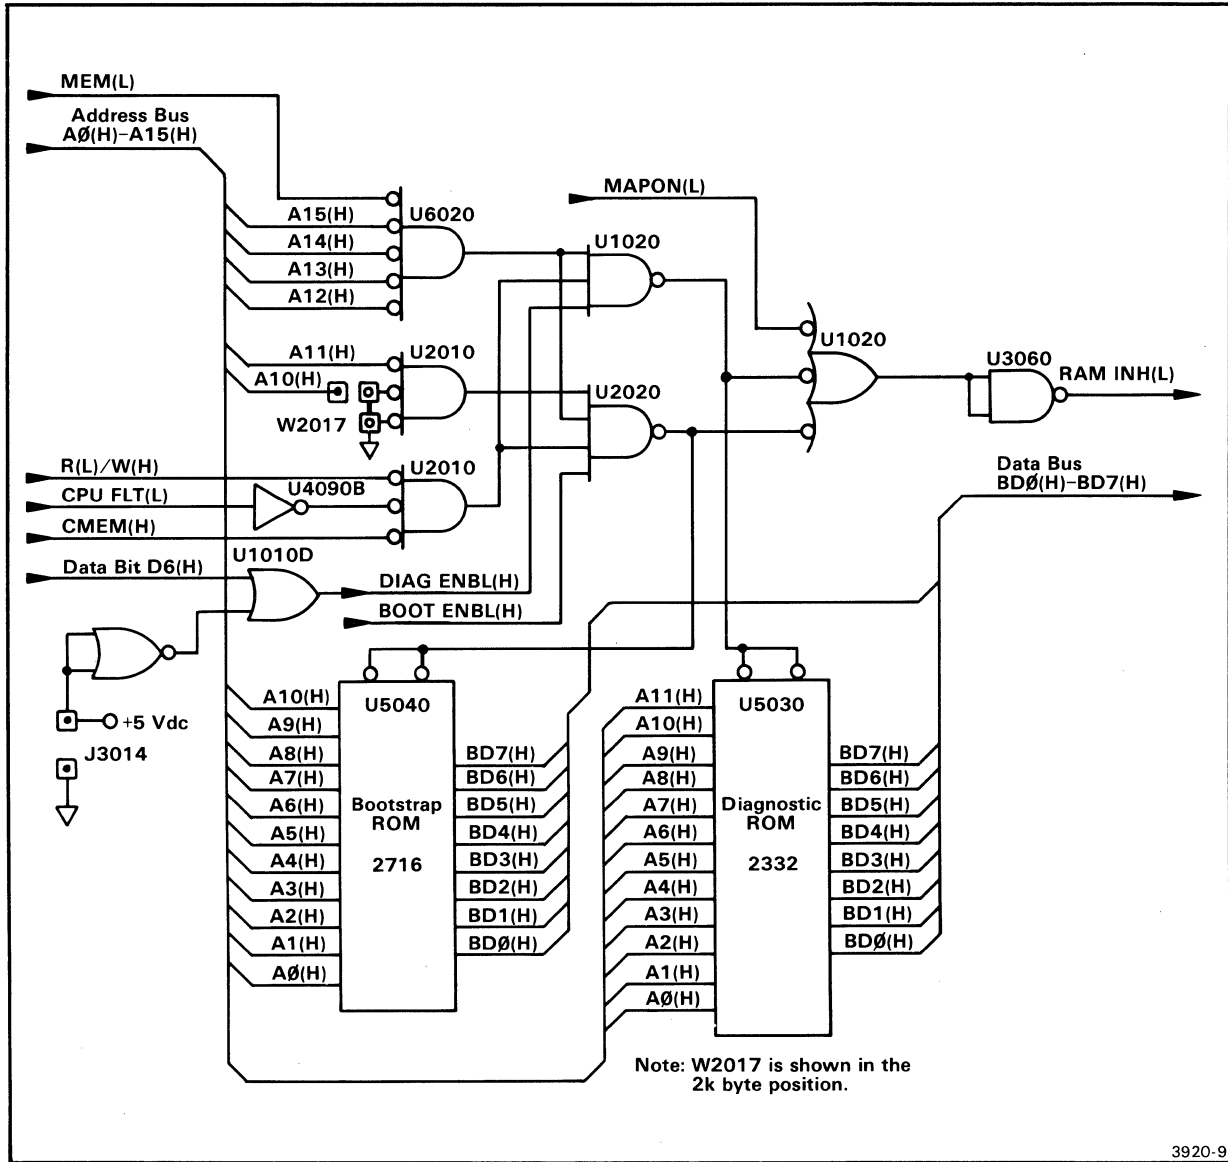 MEM(L)
Address Bus
AØ(H)-A15(H)
MAPON(L)
A15(H)
U6020
A14(H)
U1020
A13(H)
A12(H)
A11(H)
U2010
U1020
U3060
A10(H)
U2020
RAM INH(L)
W2017
R(L)/W(H)
U2010
Data Bus
BDØ(H)-BD7(H)
CPU FLT(L)
U4090B
CMEM(H)
U1010D
Data Bit D6(H)
DIAG ENBL(H)
BOOT ENBL(H)
+5 Vdc
J3014
A10(H)
A9(H)
A8(H)
A7(H)
A6(H)
A5(H)
A4(H)
A3(H)
A2(H)
A1(H)
AØ(H)
U5040
Bootstrap
ROM
2716
BD7(H)
BD6(H)
BD5(H)
BD4(H)
BD3(H)
BD2(H)
BD1(H)
BDØ(H)
A11(H)
A10(H)
A9(H)
A8(H)
A7(H)
A6(H)
A5(H)
A4(H)
A3(H)
A2(H)
A1(H)
AØ(H)
U5030
Diagnostic
ROM
2332
BD7(H)
BD6(H)
BD5(H)
BD4(H)
BD3(H)
BD2(H)
BD1(H)
BDØ(H)
Note: W2017 is shown in the
2k byte position.
3920-9